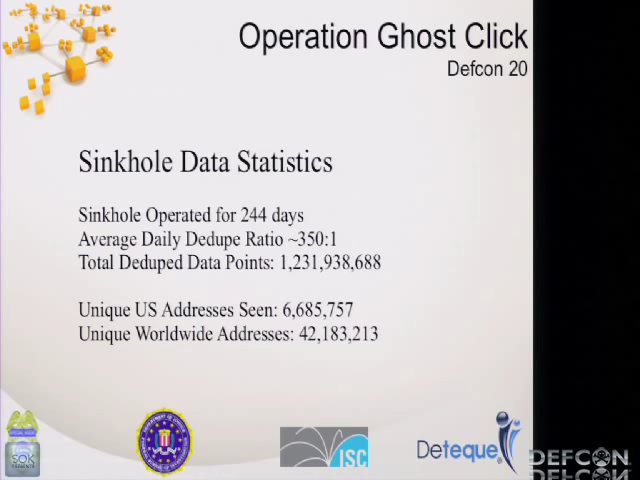 Operation Ghost Click
Defcon 20
Sinkhole Data Statistics
Sinkhole Operated for 244 days
Average Daily Dedupe Ratio ~350:1
Total Deduped Data Points: 1,231,938,688
Unique US Addresses Seen: 6,685,757
Unique Worldwide Addresses: 42,183,213
SOK
ISC
Deteque
DEFCON